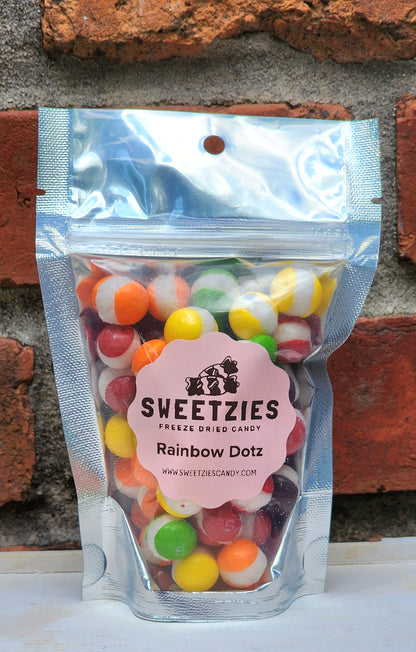 SWEETZIES
FREEZE DRIED CANDY
Rainbow Dotz
WWW.SWEETZIESCANDY.COM